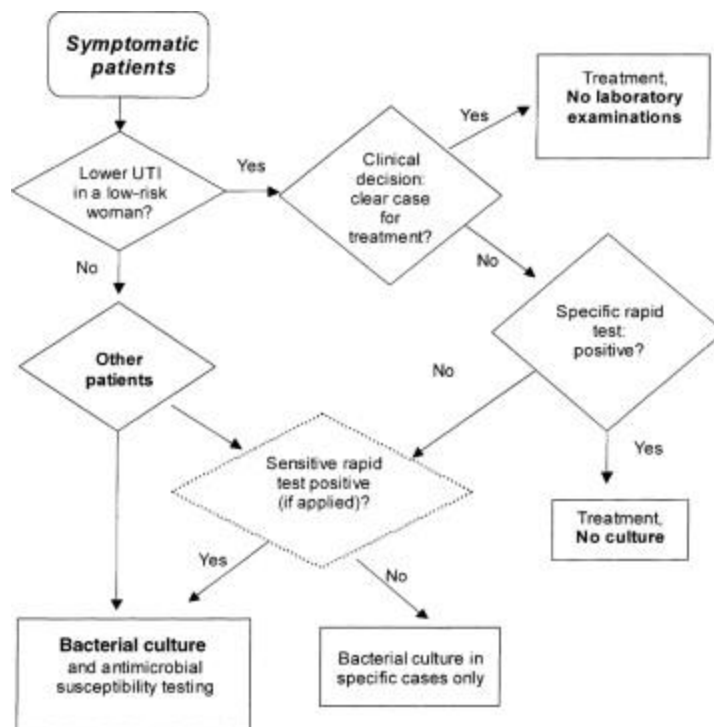 Symptomatic
patients
Treatment,
No laboratory
examinations
Yes
Lower UTI
in a low-risk
woman?
Yes
Clinical
decision:
clear case
for
treatment?
No
No
Specific rapid
test:
positive?
Other
patients
No
Yes
Sensitive rapid
test positive
(if applied)?
Treatment,
No culture
Yes
No
Bacterial culture
and antimicrobial
susceptibility testing
Bacterial culture in
specific cases only